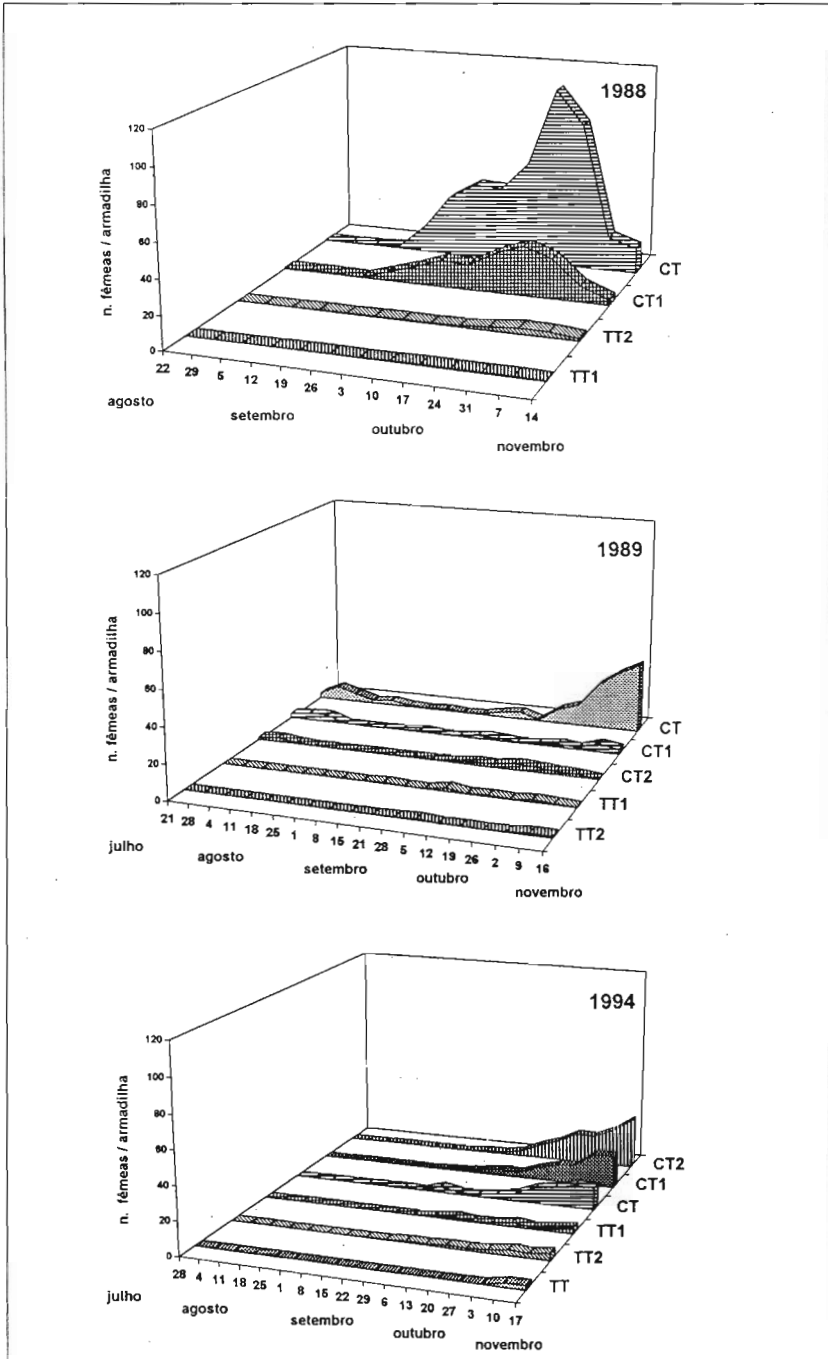 1988
120
100
80
60
40
20
0
n. fêmeas / armadilha
CT
CT1
TT2
TT1
22 29 5 12 19 26 3 10 17 24 31 7 14
agosto setembro outubro novembro
1989
120
100
80
60
40
20
0
n. fêmeas / armadilha
CT
CT1
CT2
TT1
TT2
21 28 4 11 18 25 1 8 15 21 28 5 12 19 26 2 9 16
julho agosto setembro outubro novembro
1994
120
100
80
60
40
20
0
n. fêmeas / armadilha
CT2
CT1
CT
TT1
TT2
TT
28 4 11 18 25 1 8 15 22 29 6 13 20 27 3 10 17
julho agosto setembro outubro novembro